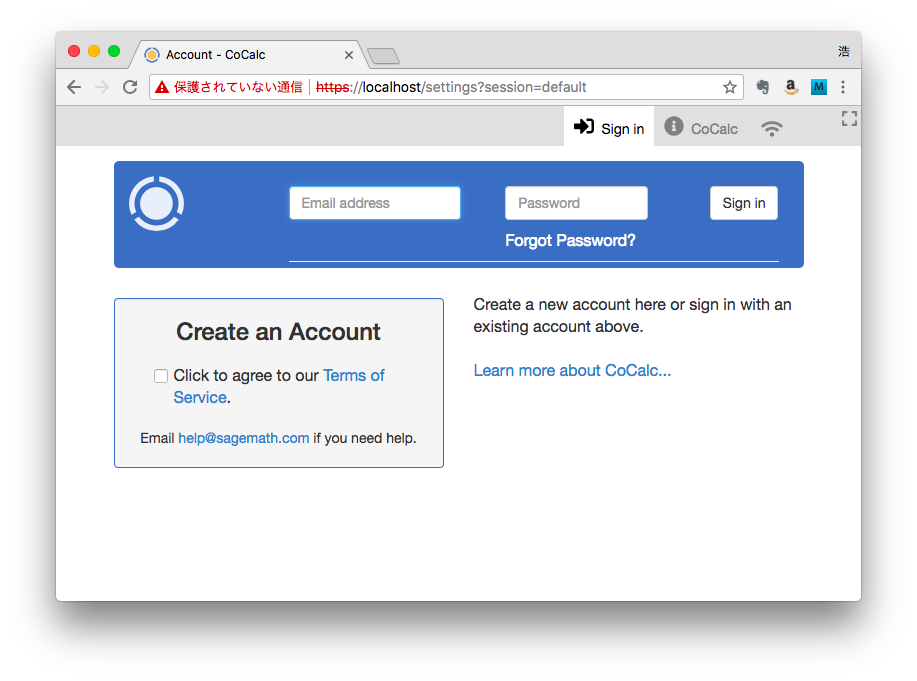 Account - CoCalc
浩
保護されていない通信 https://localhost/settings?session=default
Sign in CoCalc
Email address Password Sign in
Forgot Password?
Create an Account
Click to agree to our Terms of
Service.
Email help@sagemath.com if you need help.
Create a new account here or sign in with an
existing account above.
Learn more about CoCalc...